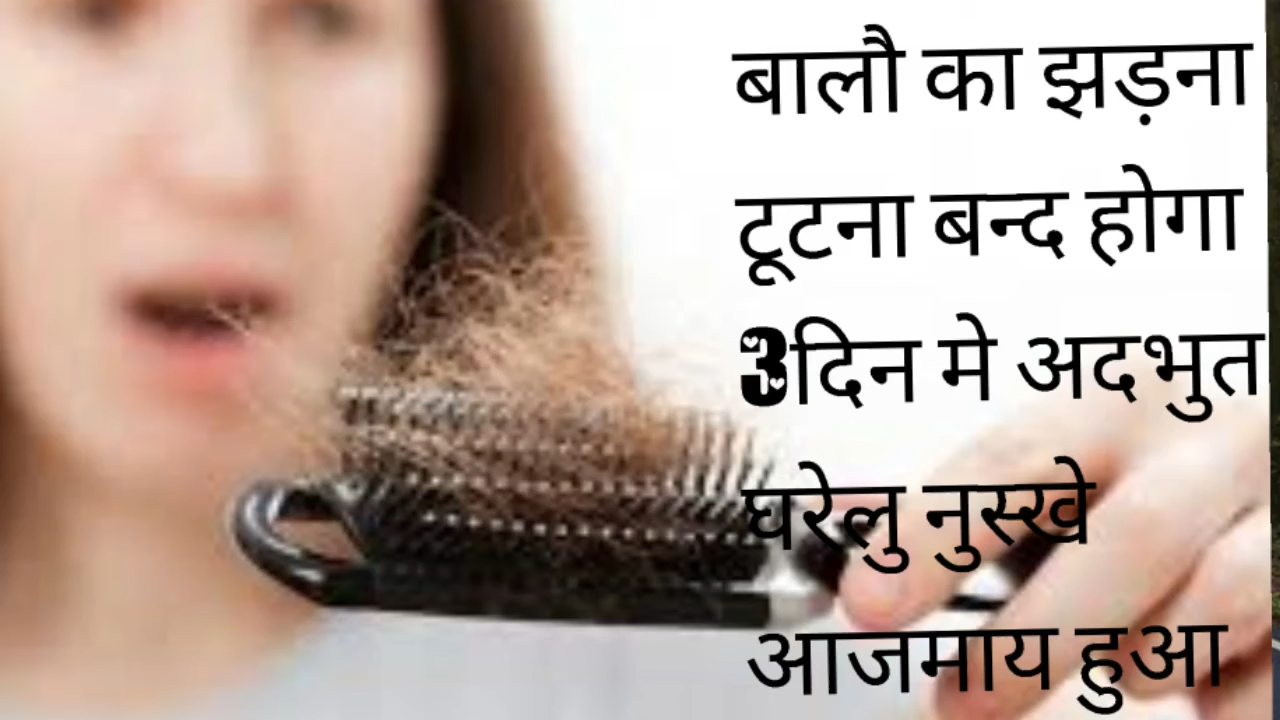 बालौ का झड़ना
टूटना बन्द होगा
3दिन मे अदभुत
घरेलु नुस्खे
आजमाय हुआ